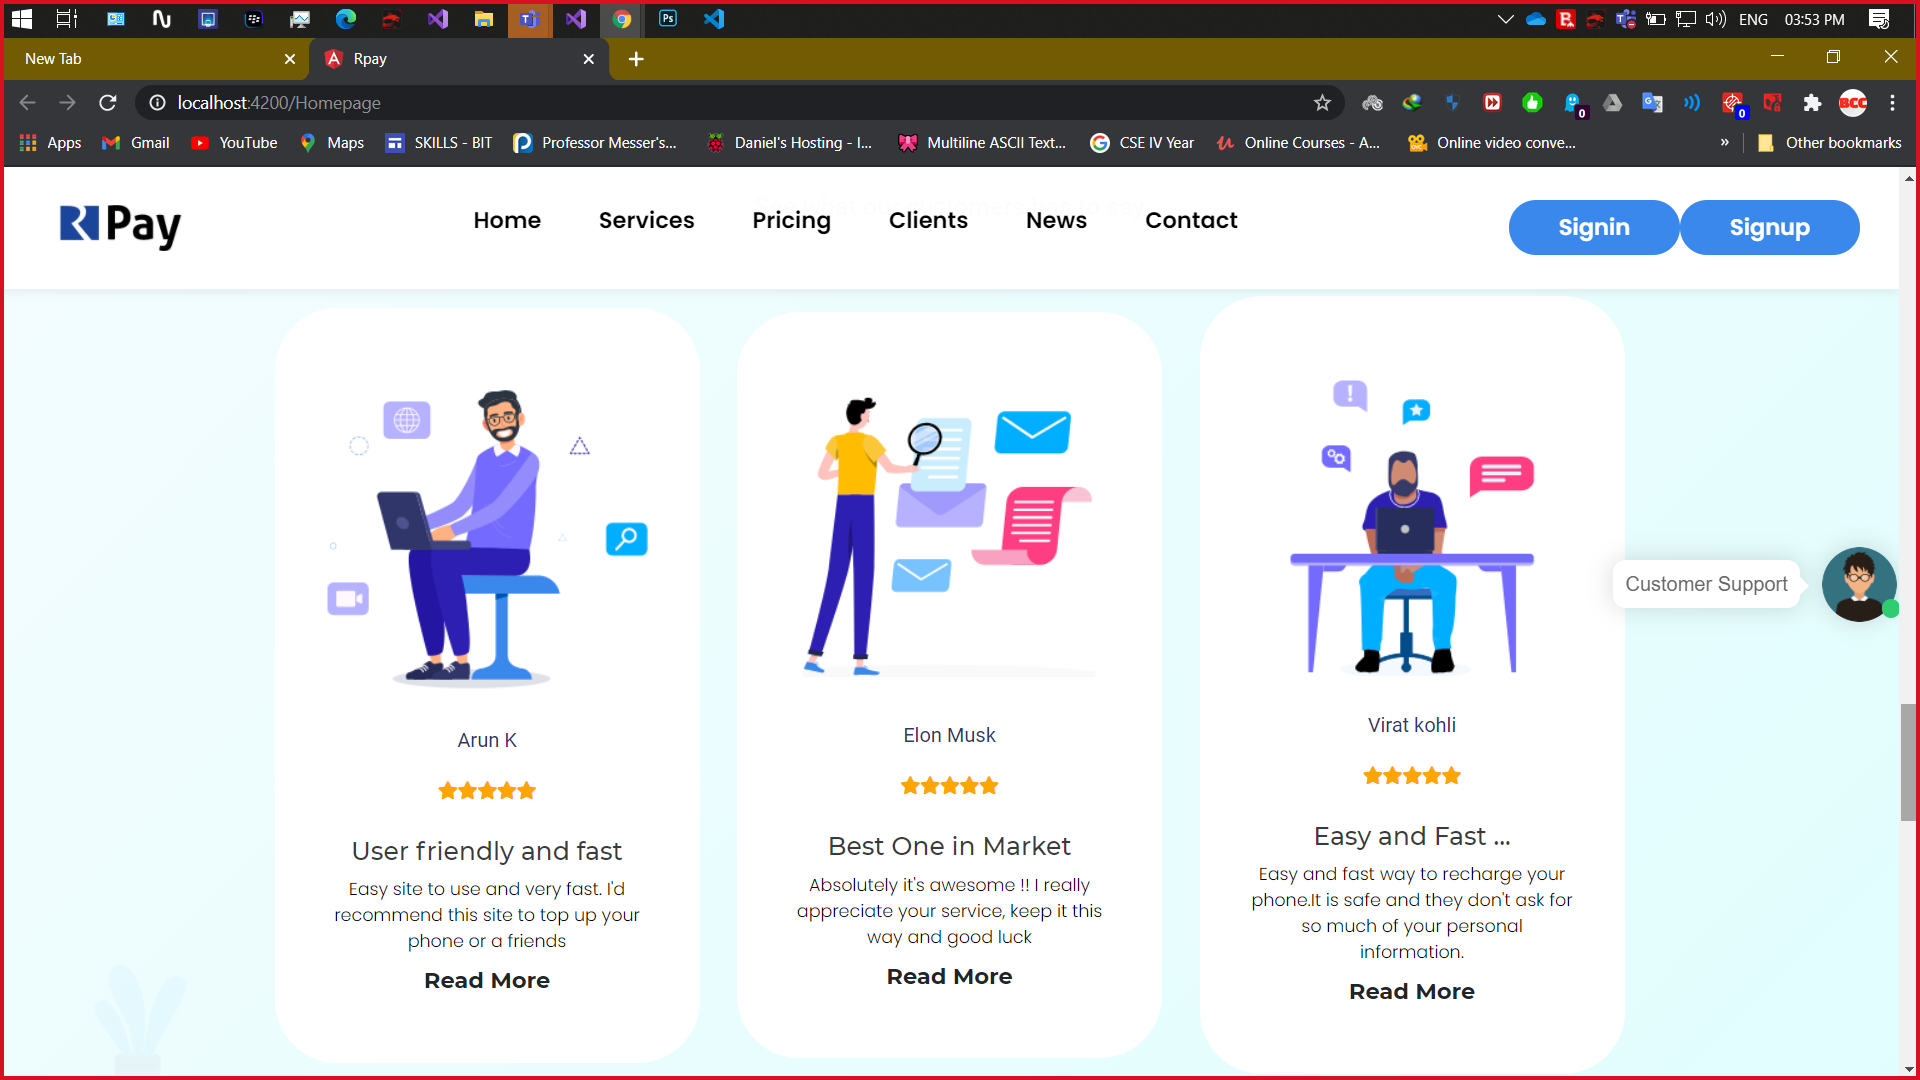 Ps
ENG
03:53 PM
New Tab
Rpay
localhost:4200/Homepage
0
0
BCC
Apps
Gmail
YouTube
Maps
SKILLS - BIT
Professor Messer's...
Daniel's Hosting - I...
Multiline ASCII Text...
CSE IV Year
Online Courses - A...
Online video conve...
»
Other bookmarks
R Pay
Home
Services
Pricing
Clients
News
Contact
Signin
Signup
Customer Support
Arun K
User friendly and fast
Easy site to use and very fast. I'd
recommend this site to top up your
phone or a friends
Read More
Elon Musk
Best One in Market
Absolutely it's awesome !! I really
appreciate your service, keep it this
way and good luck
Read More
Virat kohli
Easy and Fast ...
Easy and fast way to recharge your
phone.It is safe and they don't ask for
so much of your personal
information.
Read More